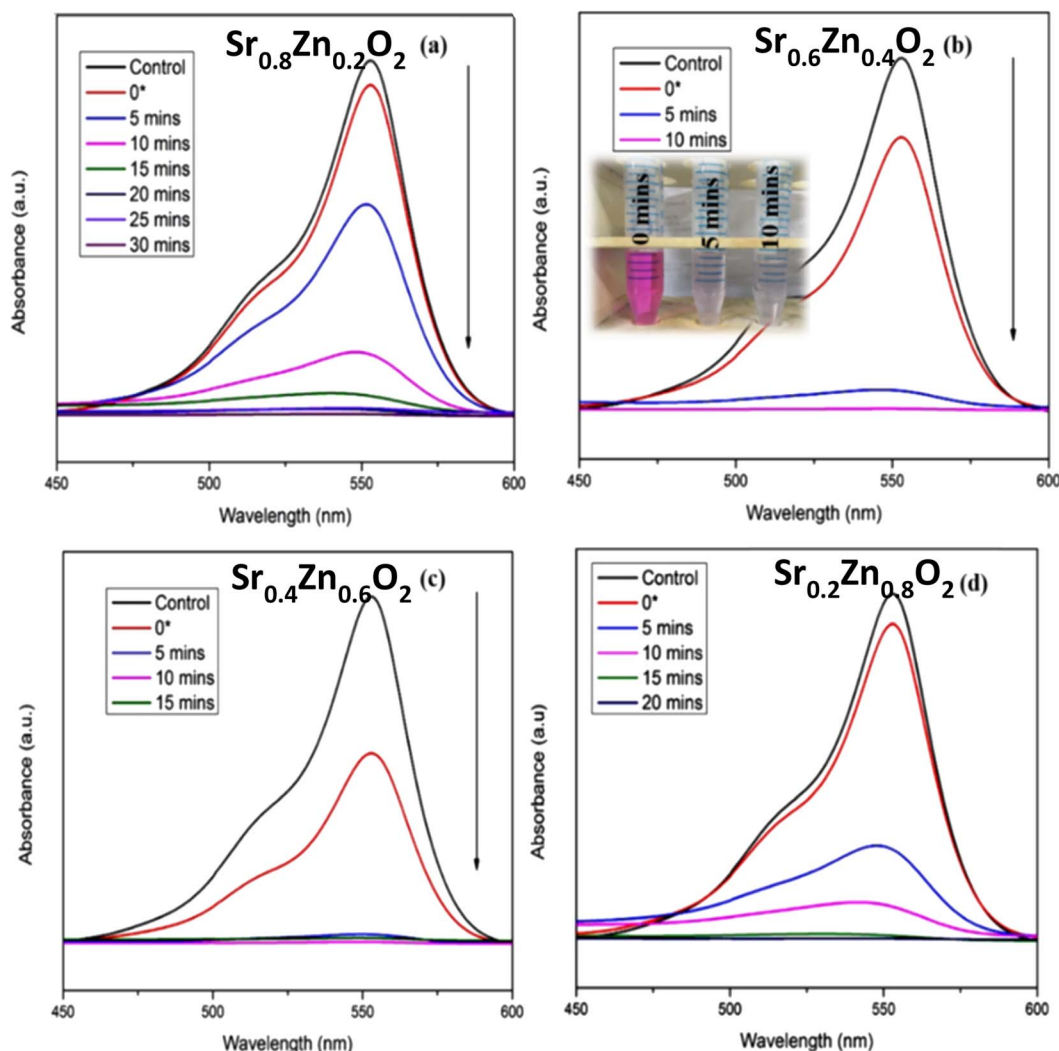 Sr0.8Zn0.2O2 (a)
Control
0*
5 mins
10 mins
15 mins
20 mins
25 mins
30 mins
Absorbance (a.u.)
450 500 550 600
Wavelength (nm)
Sr0.6Zn0.4O2 (b)
Control
0*
5 mins
10 mins
0 mins
5 mins
10 mins
Absorbance (a.u.)
450 500 550 600
Wavelength (nm)
Sr0.4Zn0.6O2 (c)
Control
0*
5 mins
10 mins
15 mins
Absorbance (a.u.)
450 500 550 600
Wavelength (nm)
Sr0.2Zn0.8O2 (d)
Control
0*
5 mins
10 mins
15 mins
20 mins
Absorbance (a.u)
450 500 550 600
Wavelength (nm)